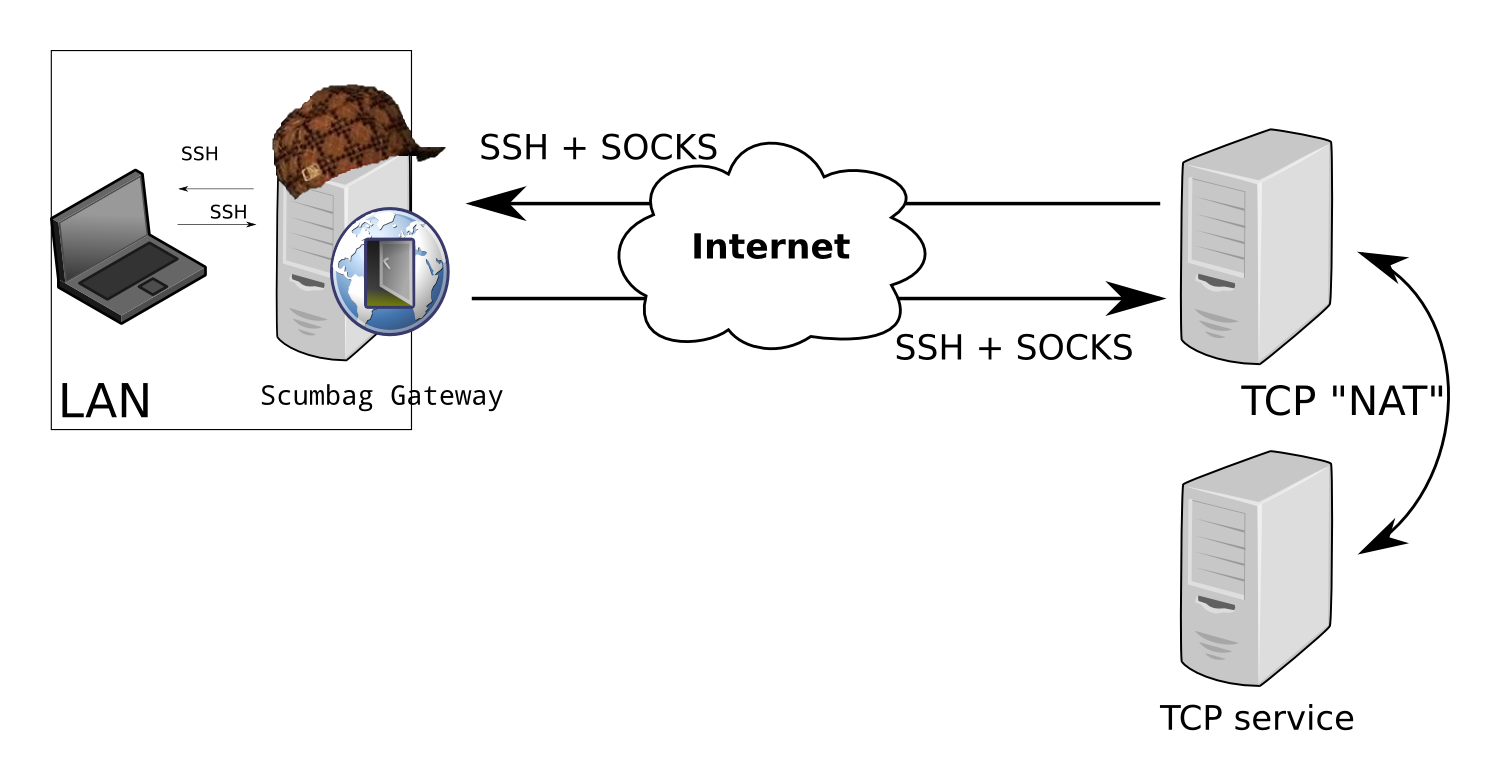 SSH + SOCKS
SSH
SSH
Internet
SSH + SOCKS
LAN
Scumbag Gateway
TCP "NAT"
TCP service